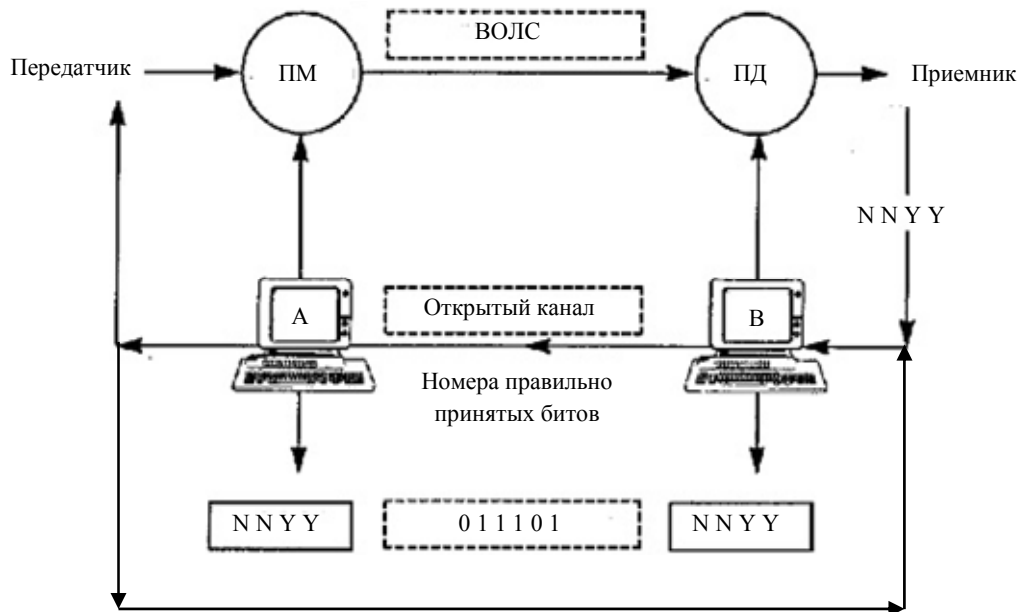 ВОЛС
Передатчик
ПМ
ПД
Приемник
N N Y Y
А
Открытый канал
В
Номера правильно
принятых битов
N N Y Y
0 1 1 1 0 1
N N Y Y